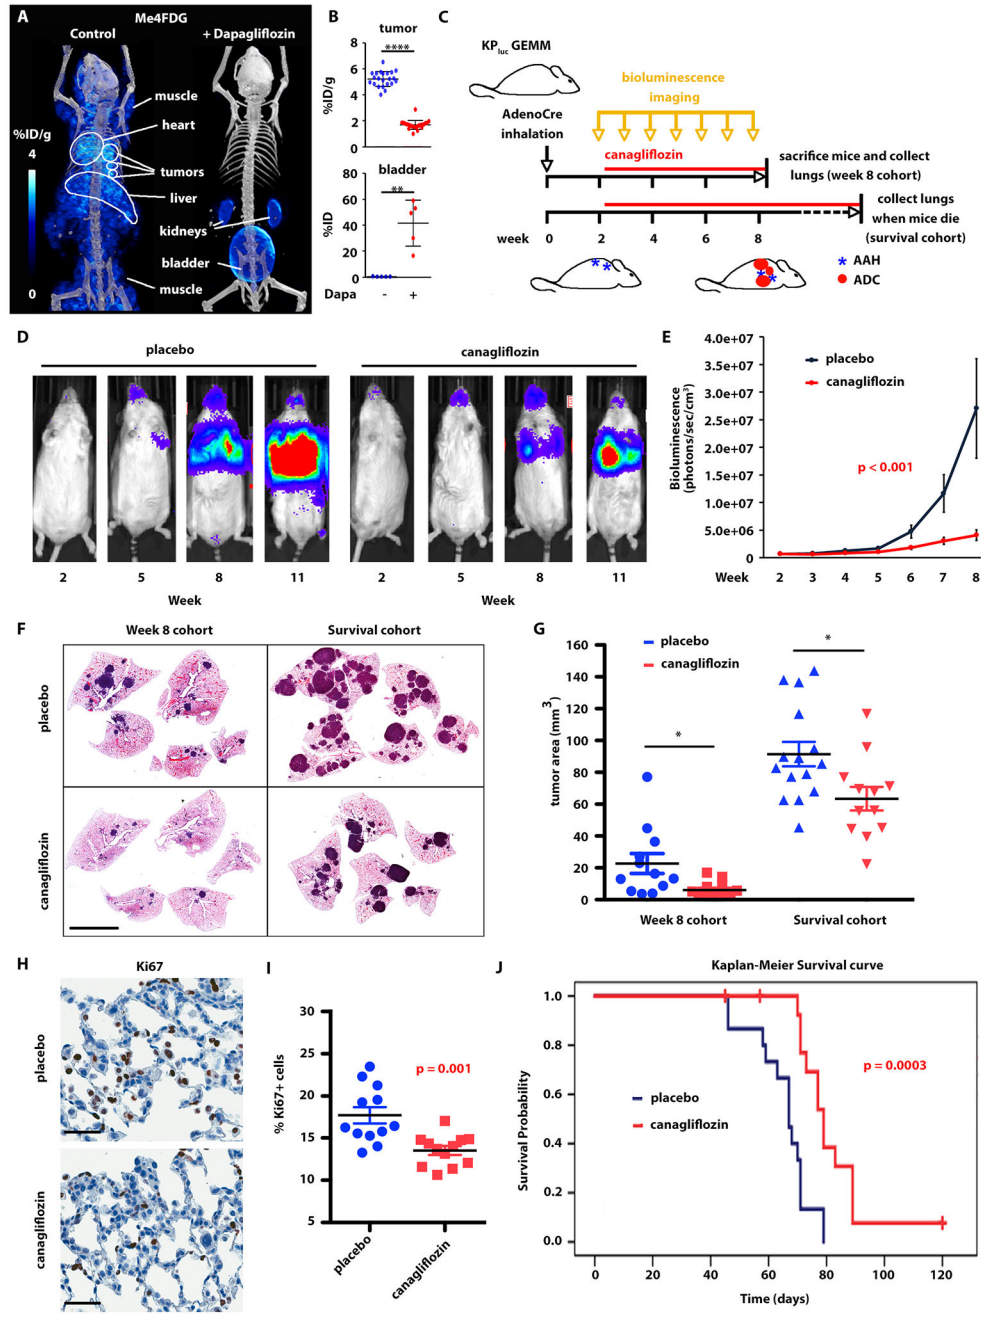 A
Me4FDG
Control
+ Dapagliflozin
%ID/g
4
0
muscle
heart
tumors
liver
kidneys
bladder
muscle
B
tumor
8
6
4
2
0
%ID/g
****
bladder
80
60
40
20
0
%ID
**
Dapa
-
+
C
KPluc GEMM
AdenoCre
inhalation
bioluminescence
imaging
canagliflozin
sacrifice mice and collect
lungs (week 8 cohort)
collect lungs
when mice die
(survival cohort)
week
0
2
4
6
8
* AAH
ADC
D
placebo
canagliflozin
2
5
8
11
2
5
8
11
Week
Week
E
4.0e+07
3.5e+07
3.0e+07
2.5e+07
2.0e+07
1.5e+07
1.0e+07
5.0e+06
0
Bioluminescence
(photons/sec/cm³)
placebo
canagliflozin
p < 0.001
Week
2
3
4
5
6
7
8
F
Week 8 cohort
Survival cohort
placebo
canagliflozin
G
placebo
canagliflozin
160
140
120
100
80
60
40
20
0
tumor area (mm³)
*
*
Week 8 cohort
Survival cohort
H
Ki67
placebo
canagliflozin
I
30
25
20
15
10
5
% Ki67+ cells
p = 0.001
placebo
canagliflozin
J
Kaplan-Meier Survival curve
1.0
0.8
0.6
0.4
0.2
0.0
Survival Probability
p = 0.0003
placebo
canagliflozin
0
20
40
60
80
100
120
Time (days)